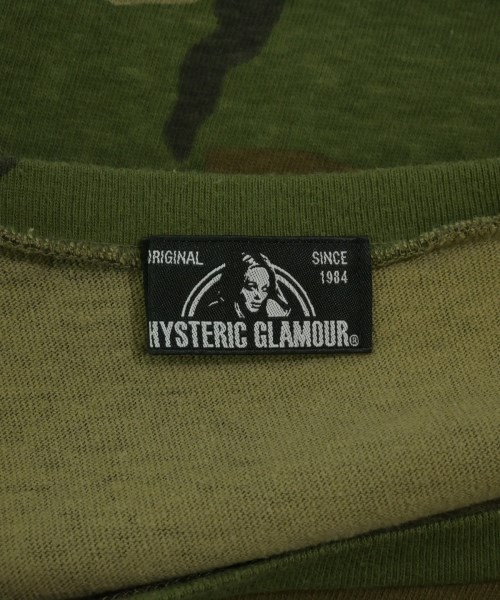 ORIGINAL
SINCE
1984
HYSTERIC GLAMOUR®